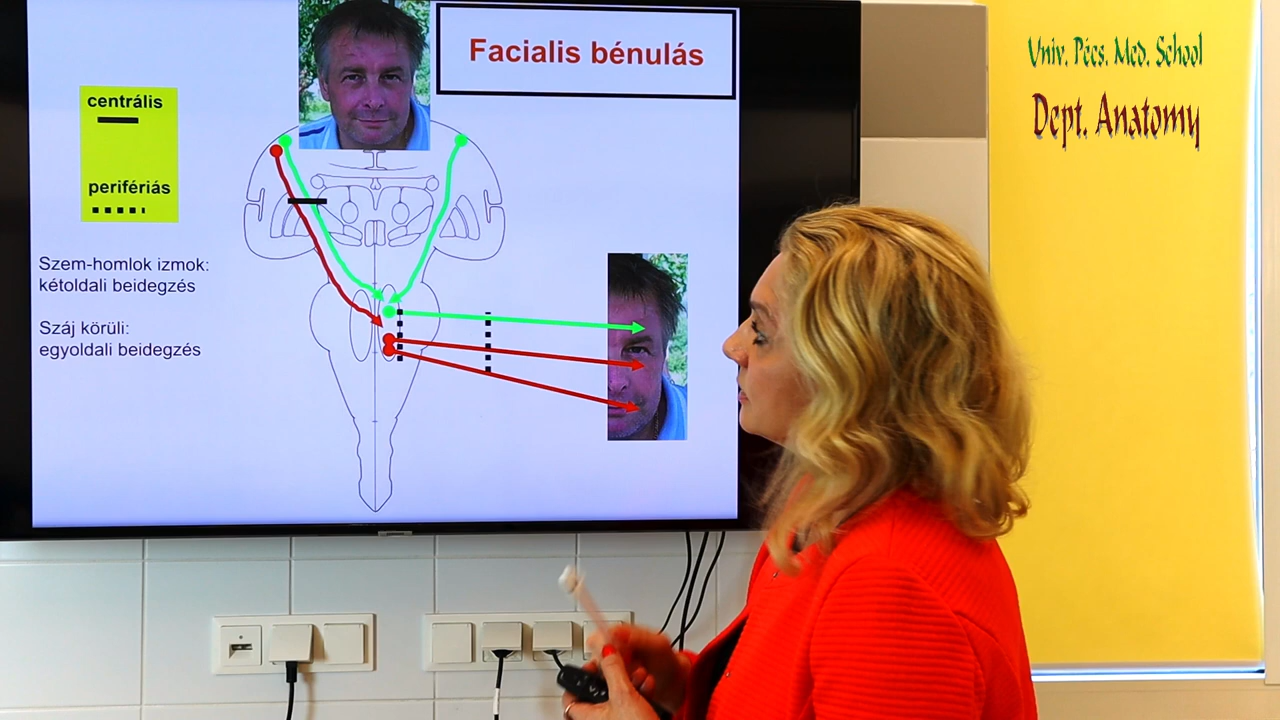 Facialis bénulás
centrális
perifériás
Szem-homlok izmok:
kétoldali beidegzés
Száj körüli:
egyoldali beidegzés
Univ. Pécs. Med. School
Dept. Anatomy